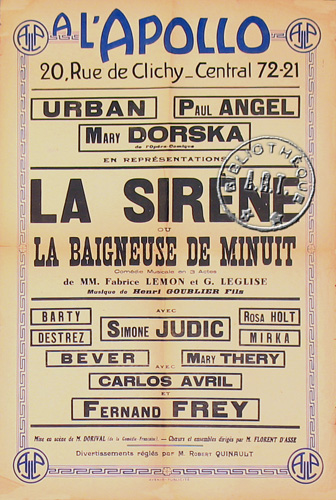 A L'APOLLO
20, Rue de Clichy_Central 72-21
URBAN PAUL ANGEL
MARY DORSKA
de l'Opéra-Comique
EN REPRÉSENTATIONS
LA SIRENE
OU
LA BAIGNEUSE DE MINUIT
Comédie Musicale en 3 Actes
de MM. Fabrice LEMON et G. LEGLISE
Musique de Henri GOUBLIER Fils
AVEC
BARTY SIMONE JUDIC ROSA HOLT
DESTREZ MIRKA
BEVER MARY THERY
AVEC
CARLOS AVRIL
ET
FERNAND FREY
Mise en scène de M. DORIVAL (de la Comédie Française) _ Chœurs et ensembles dirigés par M. FLORENT D'ASSE
Divertissements réglés par M. ROBERT QUINAULT
BIBLIOTHÈQUE